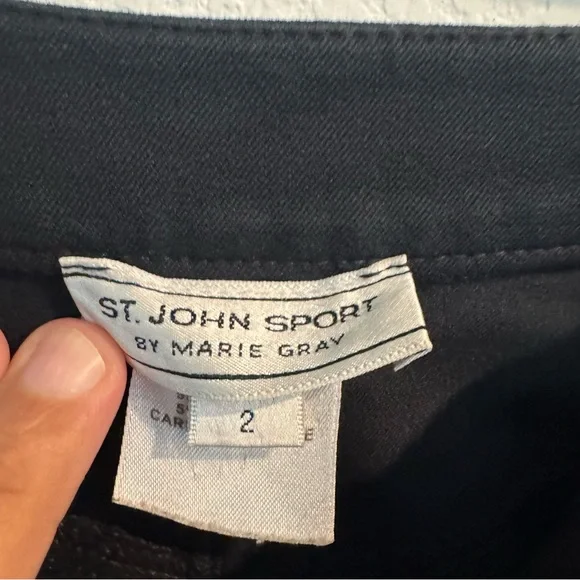 ST. JOHN SPORT
BY MARIE GRAY
2